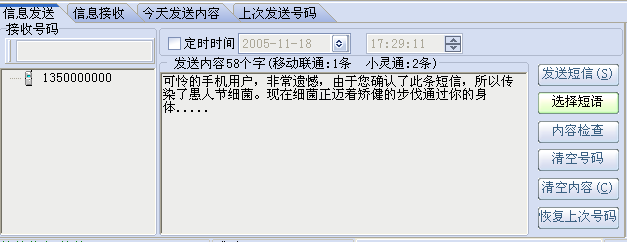 信息发送 信息接收 今天发送内容 上次发送号码
接收号码
1350000000
定时时间 2005-11-18 17:29:11
发送内容58个字(移动联通:1条 小灵通:2条)
可怜的手机用户，非常遗憾，由于您确认了此条短信，所以传
染了愚人节细菌。现在细菌正迈着矫健的步伐通过你的身
体.....
发送短信(S)
选择短语
内容检查
清空号码
清空内容(C)
恢复上次号码